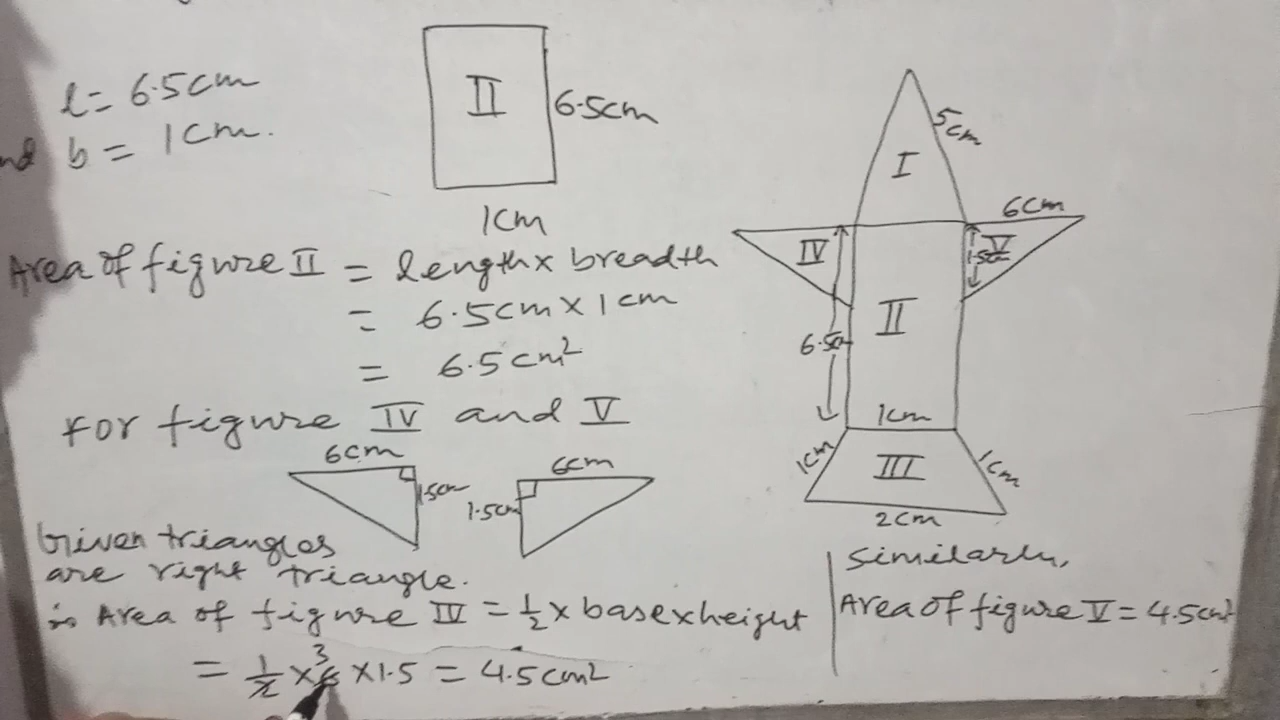 l = 6.5cm
b = 1cm.
II
6.5cm
1cm
Area of figure II = length x breadth
= 6.5cm x 1cm
= 6.5cm²
For figure IV and V
6cm
1.5cm
6cm
1.5cm
Given triangles
are right triangle.
∴ Area of figure IV = 1/2 x base x height
= 1/2 x 6 3 x 1.5 = 4.5cm²
I
5cm
6cm
IV
V
1.5cm
II
6.5cm
1cm
1cm
III
1cm
2cm
Similarly,
Area of figure V = 4.5cm²